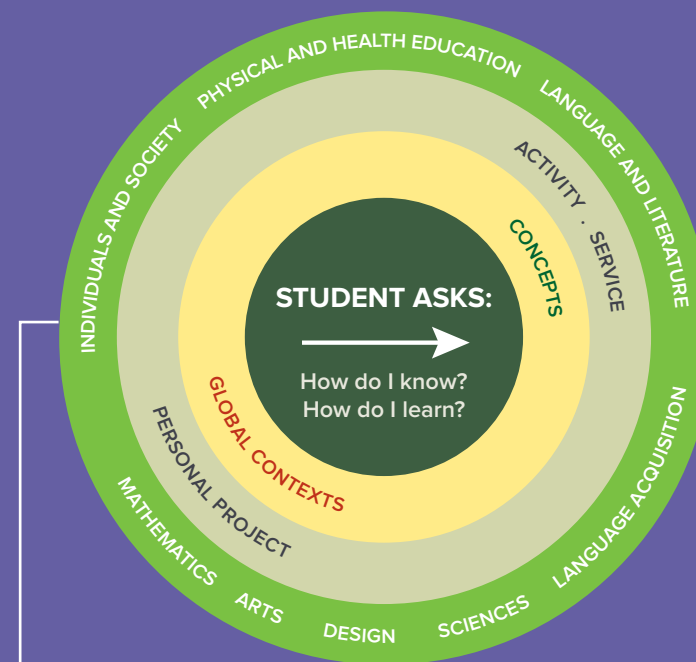 PHYSICAL AND HEALTH EDUCATION
LANGUAGE AND LITERATURE
INDIVIDUALS AND SOCIETY
ACTIVITY · SERVICE
CONCEPTS
STUDENT ASKS:
How do I know?
How do I learn?
GLOBAL CONTEXTS
PERSONAL PROJECT
MATHEMATICS
ARTS
DESIGN
SCIENCES
LANGUAGE ACQUISITION